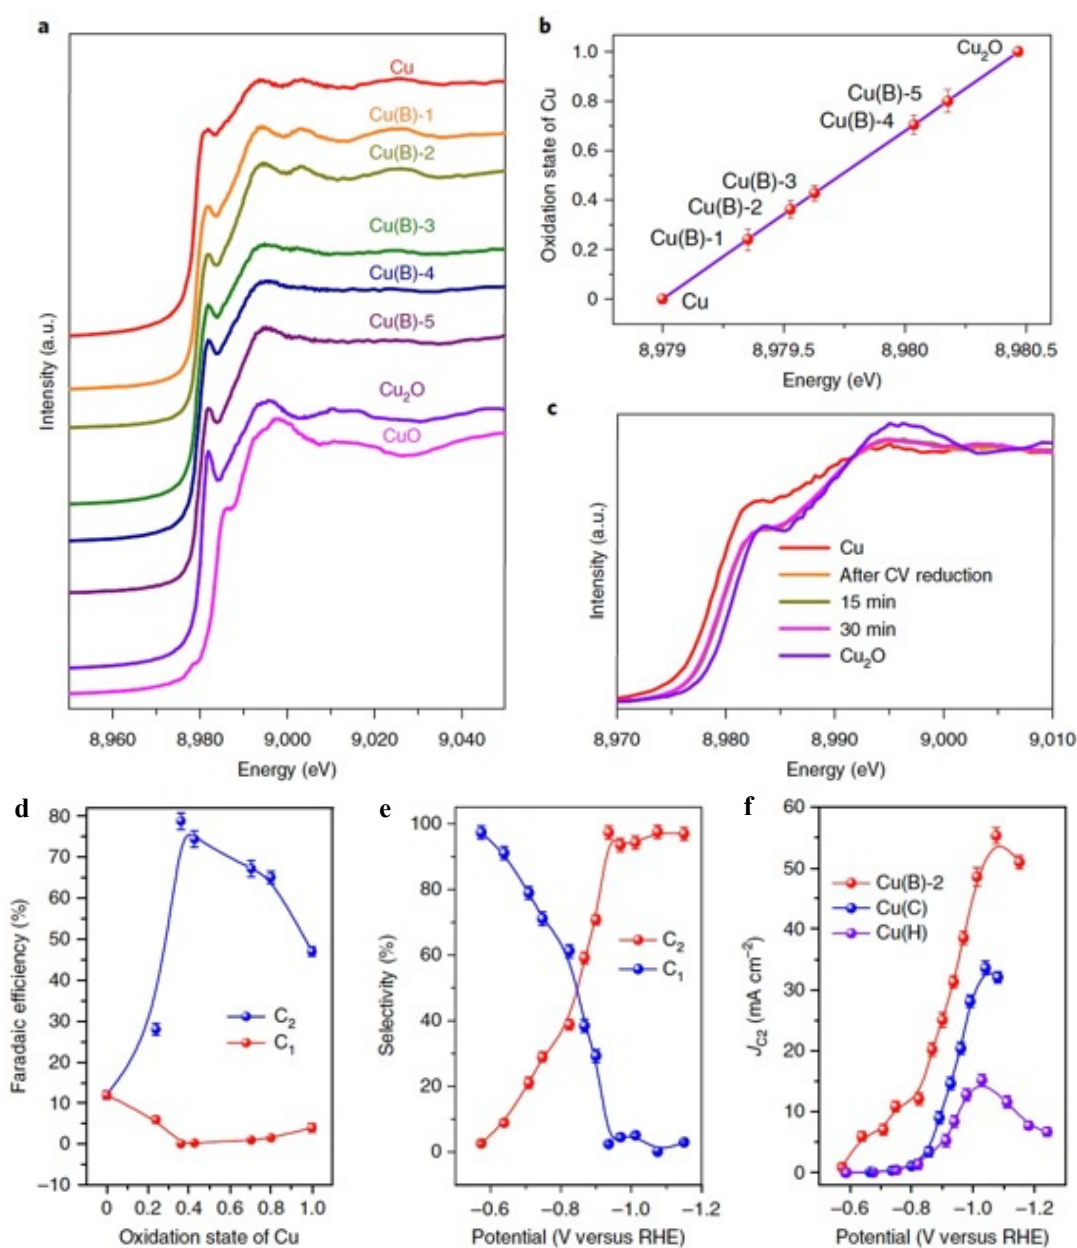 a
Cu
Cu(B)-1
Cu(B)-2
Cu(B)-3
Cu(B)-4
Cu(B)-5
Cu₂O
CuO
Intensity (a.u.)
8,960 8,980 9,000 9,020 9,040
Energy (eV)
b
1.0
0.8
0.6
0.4
0.2
0
Oxidation state of Cu
Cu₂O
Cu(B)-5
Cu(B)-4
Cu(B)-3
Cu(B)-2
Cu(B)-1
Cu
8,979 8,979.5 8,980 8,980.5
Energy (eV)
c
Intensity (a.u.)
Cu
After CV reduction
15 min
30 min
Cu₂O
8,970 8,980 8,990 9,000 9,010
Energy (eV)
d
80
70
60
50
40
30
20
10
0
−10
Faradaic efficiency (%)
C₂
C₁
0 0.2 0.4 0.6 0.8 1.0
Oxidation state of Cu
e
100
80
60
40
20
0
Selectivity (%)
C₂
C₁
−0.6 −0.8 −1.0 −1.2
Potential (V versus RHE)
f
60
50
40
30
20
10
0
J_C2 (mA cm⁻²)
Cu(B)-2
Cu(C)
Cu(H)
−0.6 −0.8 −1.0 −1.2 −1.4
Potential (V versus RHE)